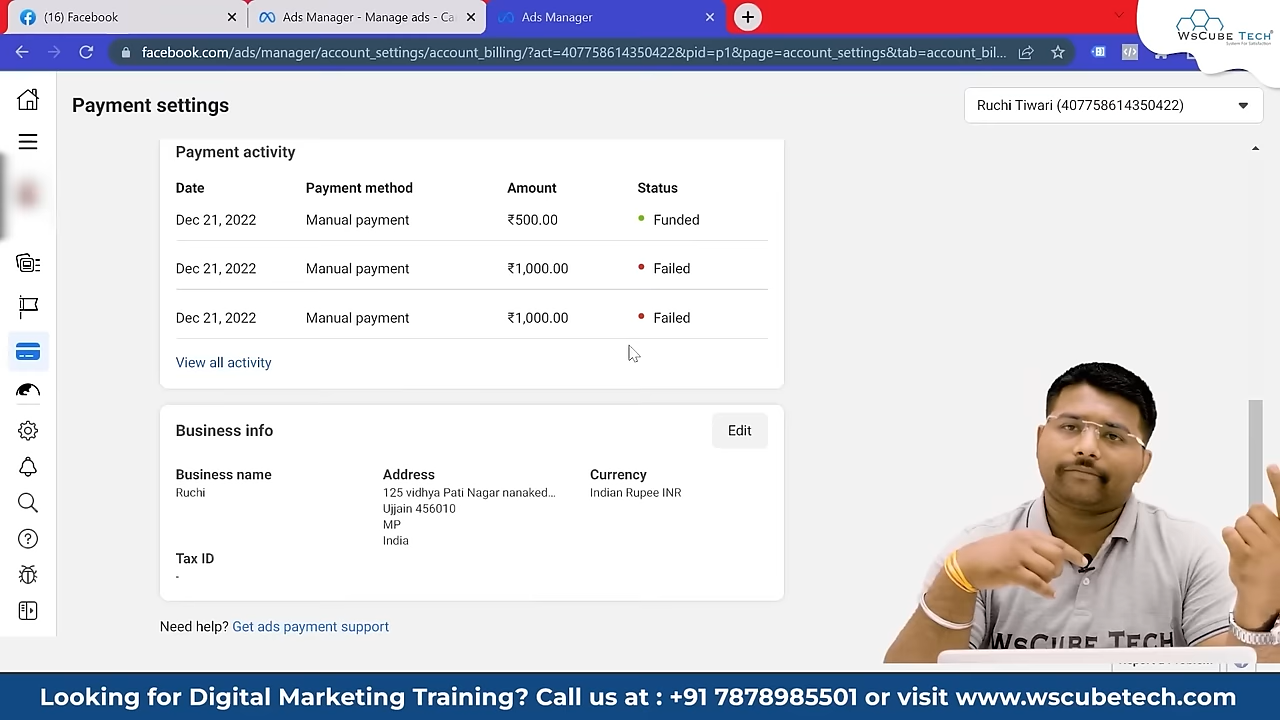 (16) Facebook
Ads Manager - Manage ads - Ca
Ads Manager
WsCube Tech
facebook.com/ads/manager/account_settings/account_billing/?act=407758614350422&pid=p1&page=account_settings&tab=account_bil...
Payment settings
Ruchi Tiwari (407758614350422)
Payment activity
Date Payment method Amount Status
Dec 21, 2022 Manual payment ₹500.00 Funded
Dec 21, 2022 Manual payment ₹1,000.00 Failed
Dec 21, 2022 Manual payment ₹1,000.00 Failed
View all activity
Business info
Edit
Business name Address Currency
Ruchi 125 vidhya Pati Nagar nanaked... Indian Rupee INR
Ujjain 456010
MP
India
Tax ID
-
Need help? Get ads payment support
WsCube Tech
Looking for Digital Marketing Training? Call us at : +91 7878985501 or visit www.wscubetech.com